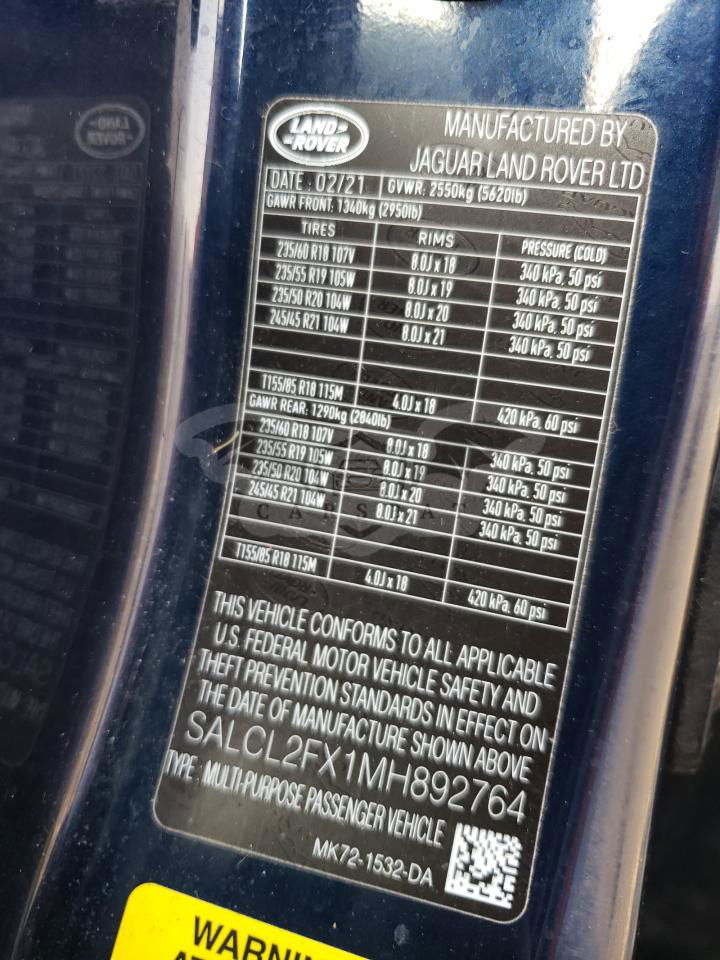 LAND-
-ROVER
MANUFACTURED BY
JAGUAR LAND ROVER LTD
DATE: 02/21 GVWR: 2550kg (5620lb)
GAWR FRONT: 1340kg (2950lb)
TIRES RIMS PRESSURE (COLD)
235/60 R18 107V 8.0J x 18 340 kPa, 50 psi
235/55 R19 105W 8.0J x 19 340 kPa, 50 psi
235/50 R20 104W 8.0J x 20 340 kPa, 50 psi
245/45 R21 104W 8.0J x 21 340 kPa, 50 psi
T155/85 R18 115M 4.0J x 18 420 kPa, 60 psi
GAWR REAR: 1290kg (2840lb)
235/60 R18 107V 8.0J x 18 340 kPa, 50 psi
235/55 R19 105W 8.0J x 19 340 kPa, 50 psi
235/50 R20 104W 8.0J x 20 340 kPa, 50 psi
245/45 R21 104W 8.0J x 21 340 kPa, 50 psi
T155/85 R18 115M 4.0J x 18 420 kPa, 60 psi
THIS VEHICLE CONFORMS TO ALL APPLICABLE
U.S. FEDERAL MOTOR VEHICLE SAFETY AND
THEFT PREVENTION STANDARDS IN EFFECT ON
THE DATE OF MANUFACTURE SHOWN ABOVE
SALCL2FX1MH892764
TYPE: MULTI-PURPOSE PASSENGER VEHICLE
MK72-1532-DA